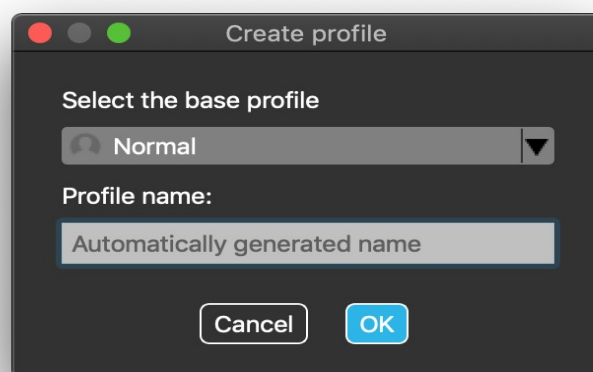 Create profile
Select the base profile
Normal
Profile name:
Automatically generated name
Cancel OK